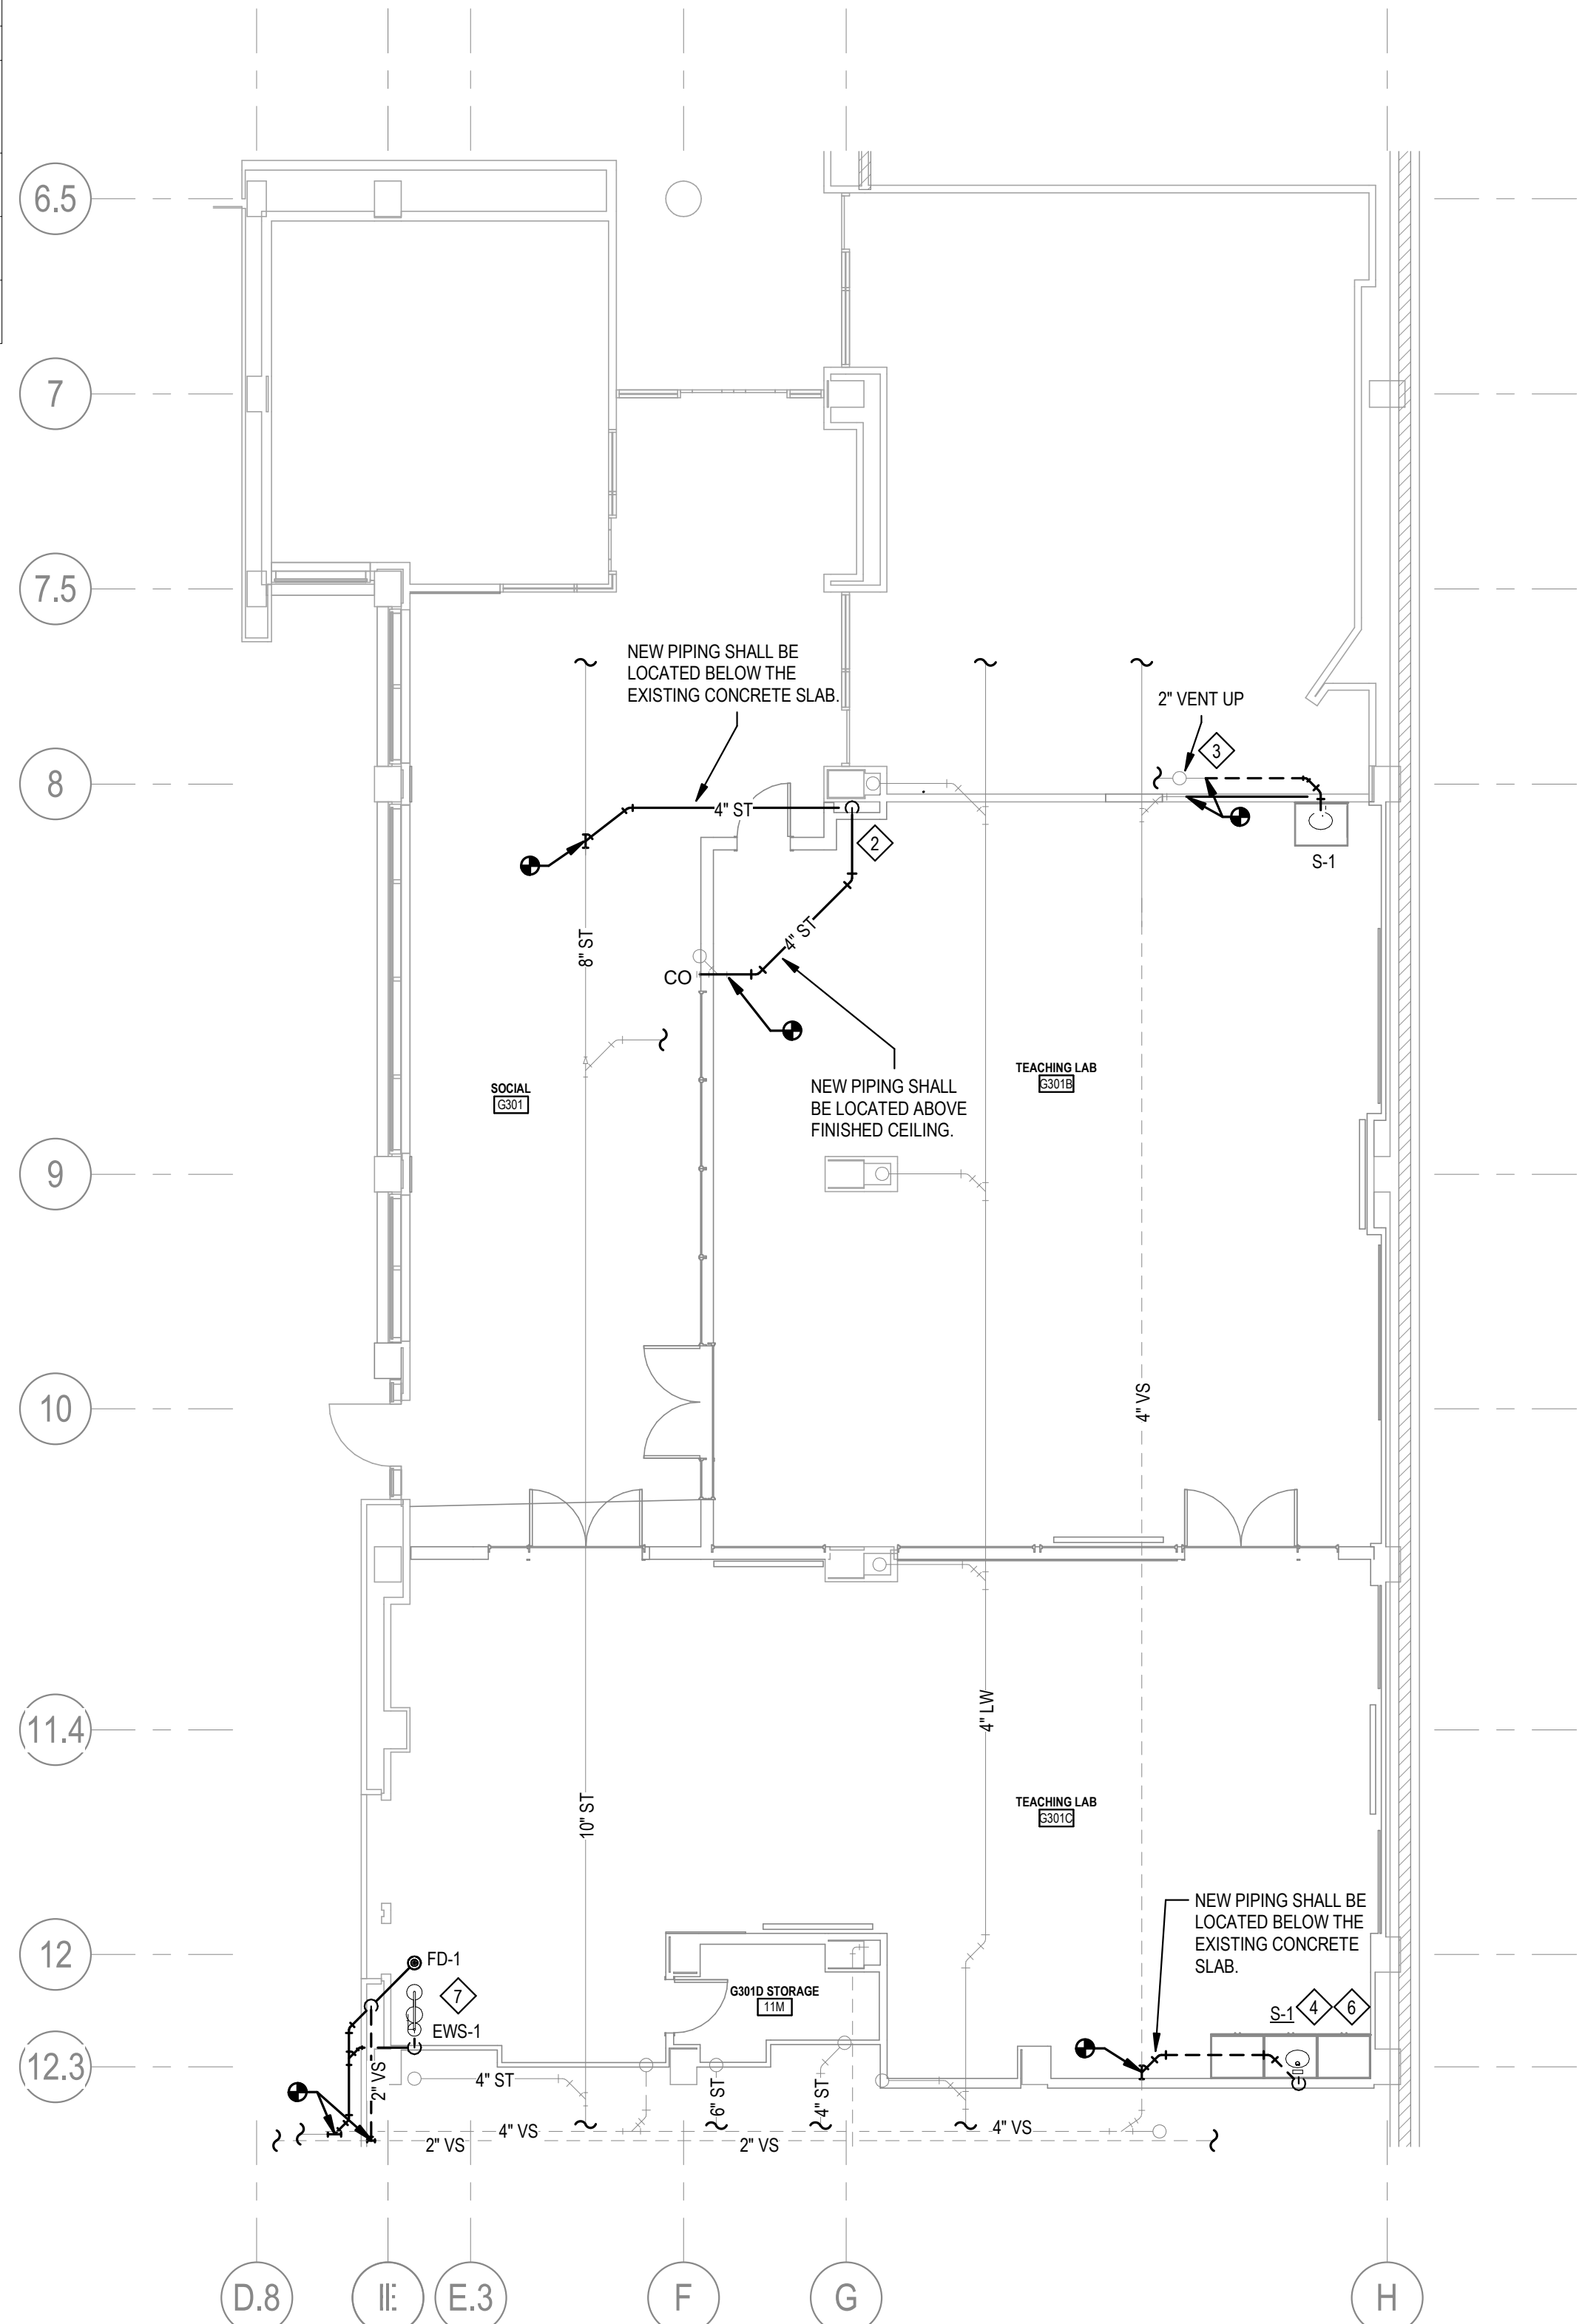 6.5
7
7.5
NEW PIPING SHALL BE
LOCATED BELOW THE
EXISTING CONCRETE SLAB.
2" VENT UP
3
8
4" ST
2
S-1
8" ST
4" ST
CO
NEW PIPING SHALL
BE LOCATED ABOVE
FINISHED CEILING.
TEACHING LAB
G301B
SOCIAL
G301
9
4" VS
10
4" LW
11.4
10" ST
TEACHING LAB
G301C
NEW PIPING SHALL BE
LOCATED BELOW THE
EXISTING CONCRETE
SLAB.
12
FD-1
7
G301D STORAGE
11M
S-1
4
6
EWS-1
12.3
2" VS
4" ST
6" ST
4" ST
4" VS
4" VS
2" VS
2" VS
D.8
E.3
F
G
H